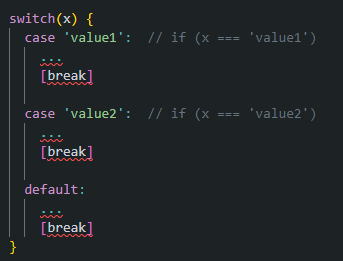 switch(x) {
  case 'value1':  // if (x === 'value1')
    ...
    [break]
  case 'value2':  // if (x === 'value2')
    ...
    [break]
  default:
    ...
    [break]
}